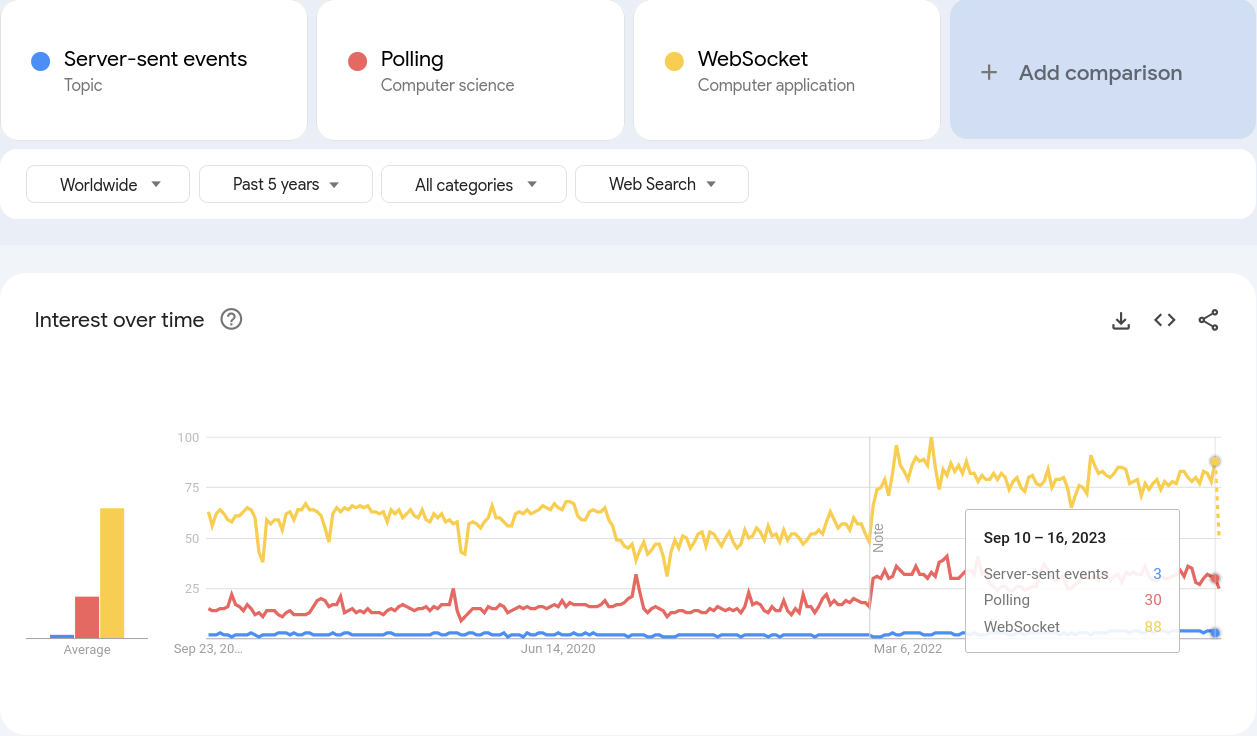 Server-sent events
Topic
Polling
Computer science
WebSocket
Computer application
+ Add comparison
Worldwide
Past 5 years
All categories
Web Search
Interest over time
100
75
50
25
Note
Sep 10 – 16, 2023
Server-sent events 3
Polling 30
WebSocket 88
Average
Sep 23, 20...
Jun 14, 2020
Mar 6, 2022